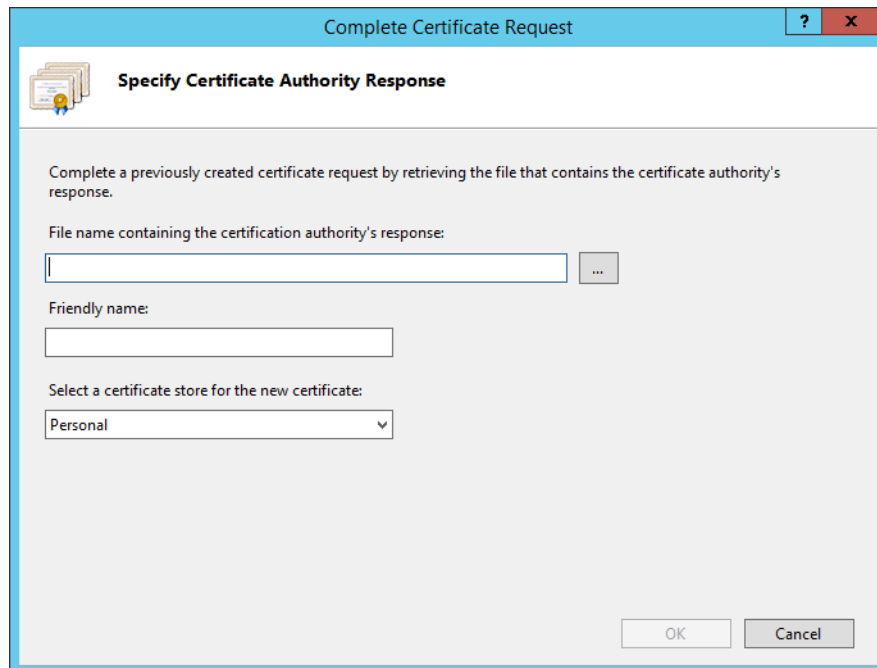 Complete Certificate Request
?
x
Specify Certificate Authority Response
Complete a previously created certificate request by retrieving the file that contains the certificate authority's
response.
File name containing the certification authority's response:
...
Friendly name:
Select a certificate store for the new certificate:
Personal
OK
Cancel